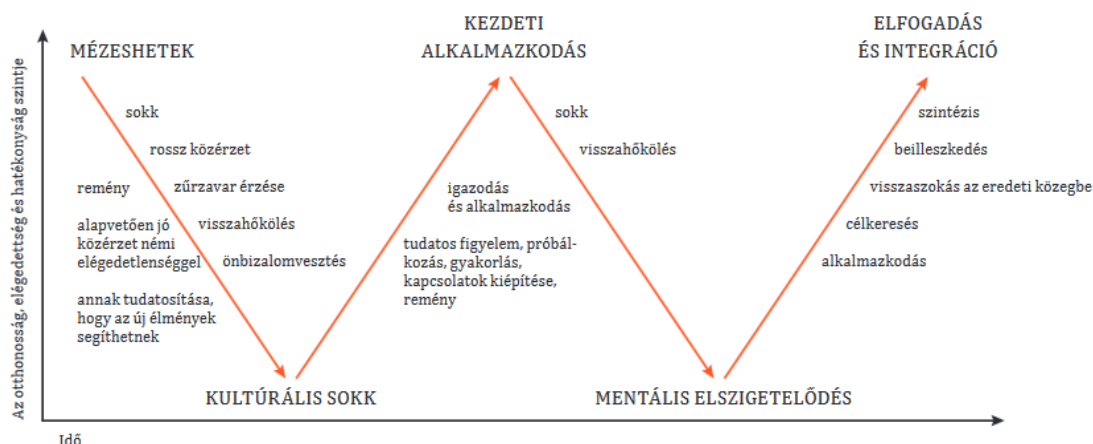 Az otthonosság, elégedettség és hatékonyság szintje
MÉZESHETEK
sokk
rossz közérzet
remény
zűrzavar érzése
alapvetően jó
közérzet némi
elégedetlenséggel
visszahőkölés
önbizalomvesztés
annak tudatosítása,
hogy az új élmények
segíthetnek
KULTÚRÁLIS SOKK
KEZDETI
ALKALMAZKODÁS
igazodás
és alkalmazkodás
tudatos figyelem, próbál-
kozás, gyakorlás,
kapcsolatok kiépítése,
remény
sokk
visszahőkölés
MENTÁLIS ELSZIGETELŐDÉS
ELFOGADÁS
ÉS INTEGRÁCIÓ
szintézis
beilleszkedés
visszaszokás az eredeti közegbe
célkeresés
alkalmazkodás
Idő